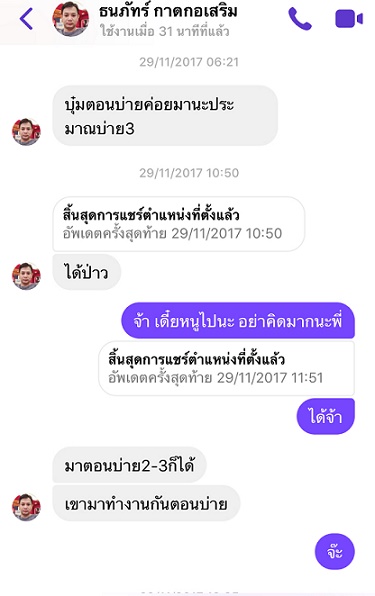 ธนภัทร์ กาดกอเสริม
ใช้งานเมื่อ 31 นาทีที่แล้ว
29/11/2017 06:21
บุ๋มตอนบ่ายค่อยมานะประ
มาณบ่าย3
29/11/2017 10:50
สิ้นสุดการแชร์ตำแหน่งที่ตั้งแล้ว
อัพเดตครั้งสุดท้าย 29/11/2017 10:50
ได้ป่าว
จ้า เดี๋ยหนูไปนะ อย่าคิดมากนะพี่
สิ้นสุดการแชร์ตำแหน่งที่ตั้งแล้ว
อัพเดตครั้งสุดท้าย 29/11/2017 11:51
ได้จ้า
มาตอนบ่าย2-3ก็ได้
เขามาทำงานกันตอนบ่าย
จ๊ะ